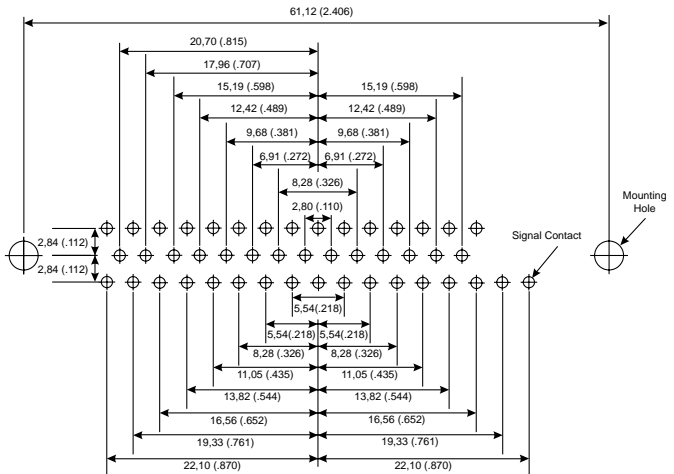 61,12 (2.406)
20,70 (.815)
17,96 (.707)
15,19 (.598) 15,19 (.598)
12,42 (.489) 12,42 (.489)
9,68 (.381) 9,68 (.381)
6,91 (.272) 6,91 (.272)
8,28 (.326)
2,80 (.110)
Mounting
Hole
Signal Contact
2,84 (.112)
2,84 (.112)
5,54(.218)
5,54(.218) 5,54(.218)
8,28 (.326) 8,28 (.326)
11,05 (.435) 11,05 (.435)
13,82 (.544) 13,82 (.544)
16,56 (.652) 16,56 (.652)
19,33 (.761) 19,33 (.761)
22,10 (.870) 22,10 (.870)